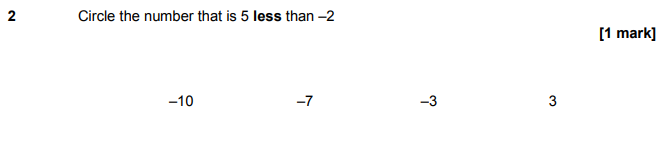 2 Circle the number that is 5 less than –2
[1 mark]
–10 –7 –3 3